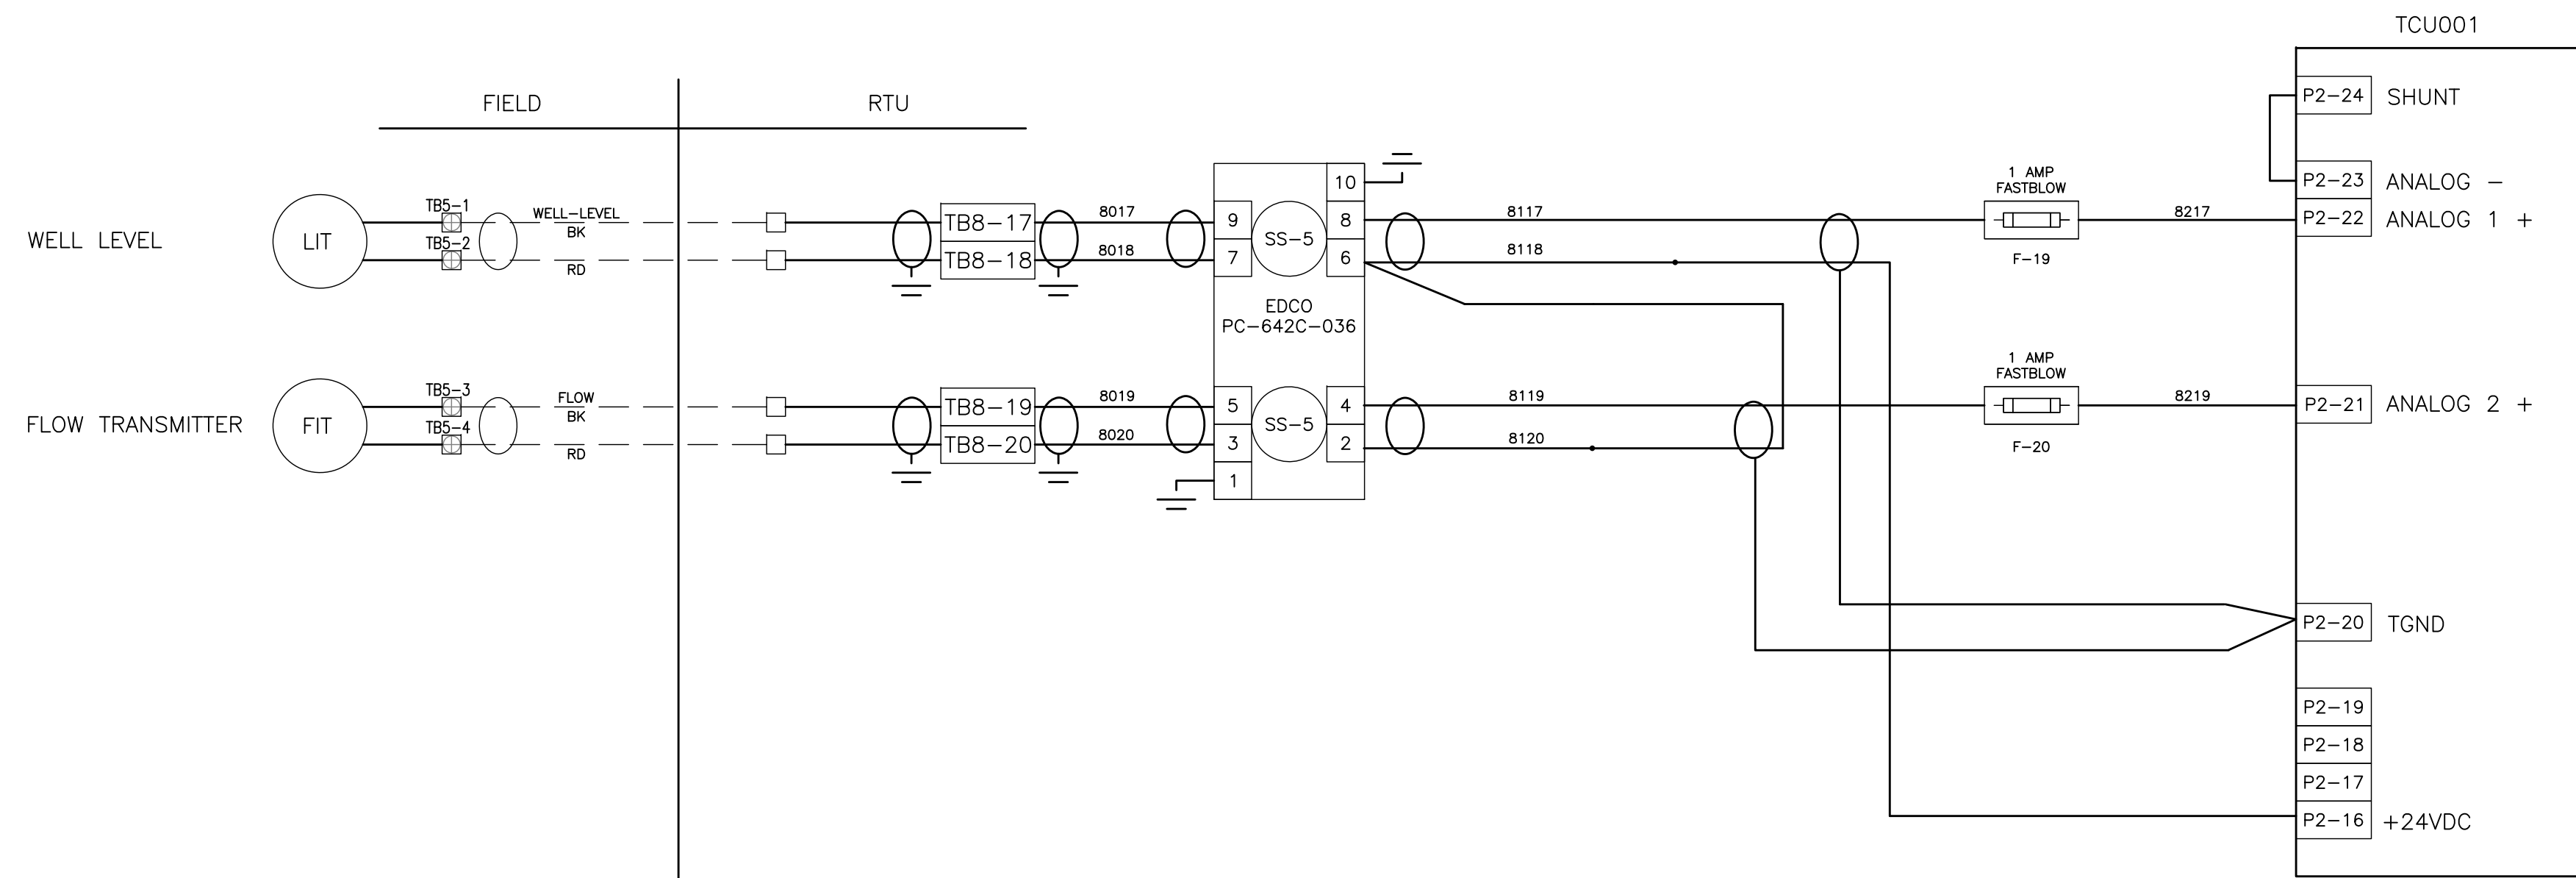 TCU001
FIELD
RTU
P2-24 SHUNT
P2-23 ANALOG -
P2-22 ANALOG 1 +
WELL LEVEL
LIT
TB5-1
TB5-2
WELL-LEVEL
BK
RD
TB8-17
TB8-18
8017
8018
10
9
8
7
6
SS-5
EDCO
PC-642C-036
8117
8118
1 AMP
FASTBLOW
F-19
8217
FLOW TRANSMITTER
FIT
TB5-3
TB5-4
FLOW
BK
RD
TB8-19
TB8-20
8019
8020
5
4
3
2
1
SS-5
8119
8120
1 AMP
FASTBLOW
F-20
8219
P2-21 ANALOG 2 +
P2-20 TGND
P2-19
P2-18
P2-17
P2-16 +24VDC